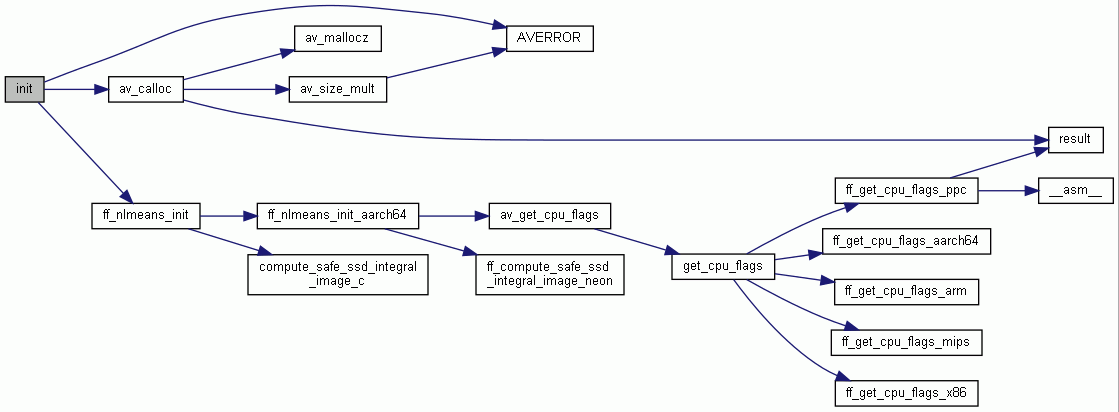 init
av_calloc
av_mallocz
av_size_mult
AVERROR
result
ff_nlmeans_init
ff_nlmeans_init_aarch64
compute_safe_ssd_integral
_image_c
av_get_cpu_flags
ff_compute_safe_ssd
_integral_image_neon
get_cpu_flags
ff_get_cpu_flags_ppc
__asm__
ff_get_cpu_flags_aarch64
ff_get_cpu_flags_arm
ff_get_cpu_flags_mips
ff_get_cpu_flags_x86